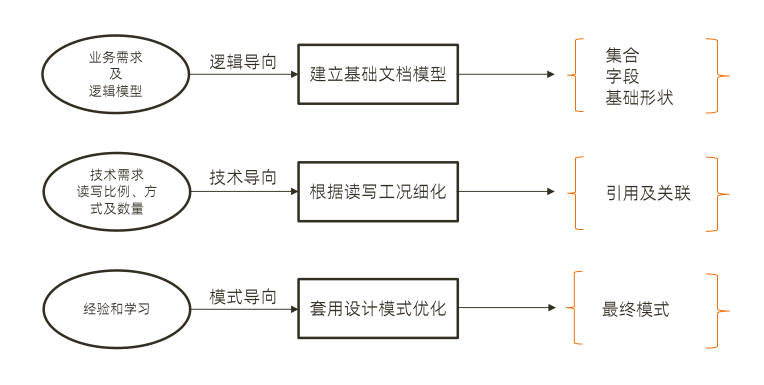 业务需求
及
逻辑模型
逻辑导向
建立基础文档模型
集合
字段
基础形状
技术需求
读写比例、方
式及数量
技术导向
根据读写工况细化
引用及关联
经验和学习
模式导向
套用设计模式优化
最终模式